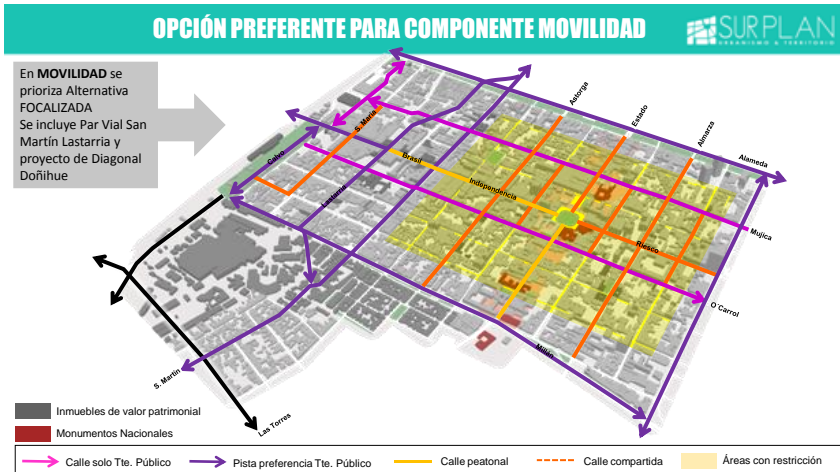 OPCIÓN PREFERENTE PARA COMPONENTE MOVILIDAD
SURPLAN
URBANISMO & TERRITORIO
En MOVILIDAD se
prioriza Alternativa
FOCALIZADA
Se incluye Par Vial San
Martín Lastarria y
proyecto de Diagonal
Doñihue
Astorga
Estado
Almarza
Alameda
S. María
Brasil
Calvo
Independencia
Lastarria
Mujica
Riesco
O´Carrol
Millán
S. Martín
Las Torres
Inmuebles de valor patrimonial
Monumentos Nacionales
Calle solo Tte. Público
Pista preferencia Tte. Público
Calle peatonal
Calle compartida
Áreas con restricción